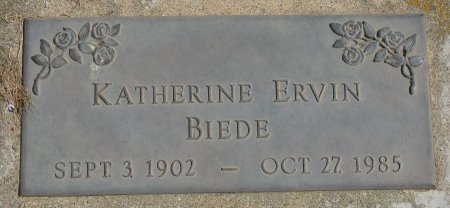 KATHERINE ERVIN
BIEDE
SEPT. 3, 1902 — OCT. 27, 1985